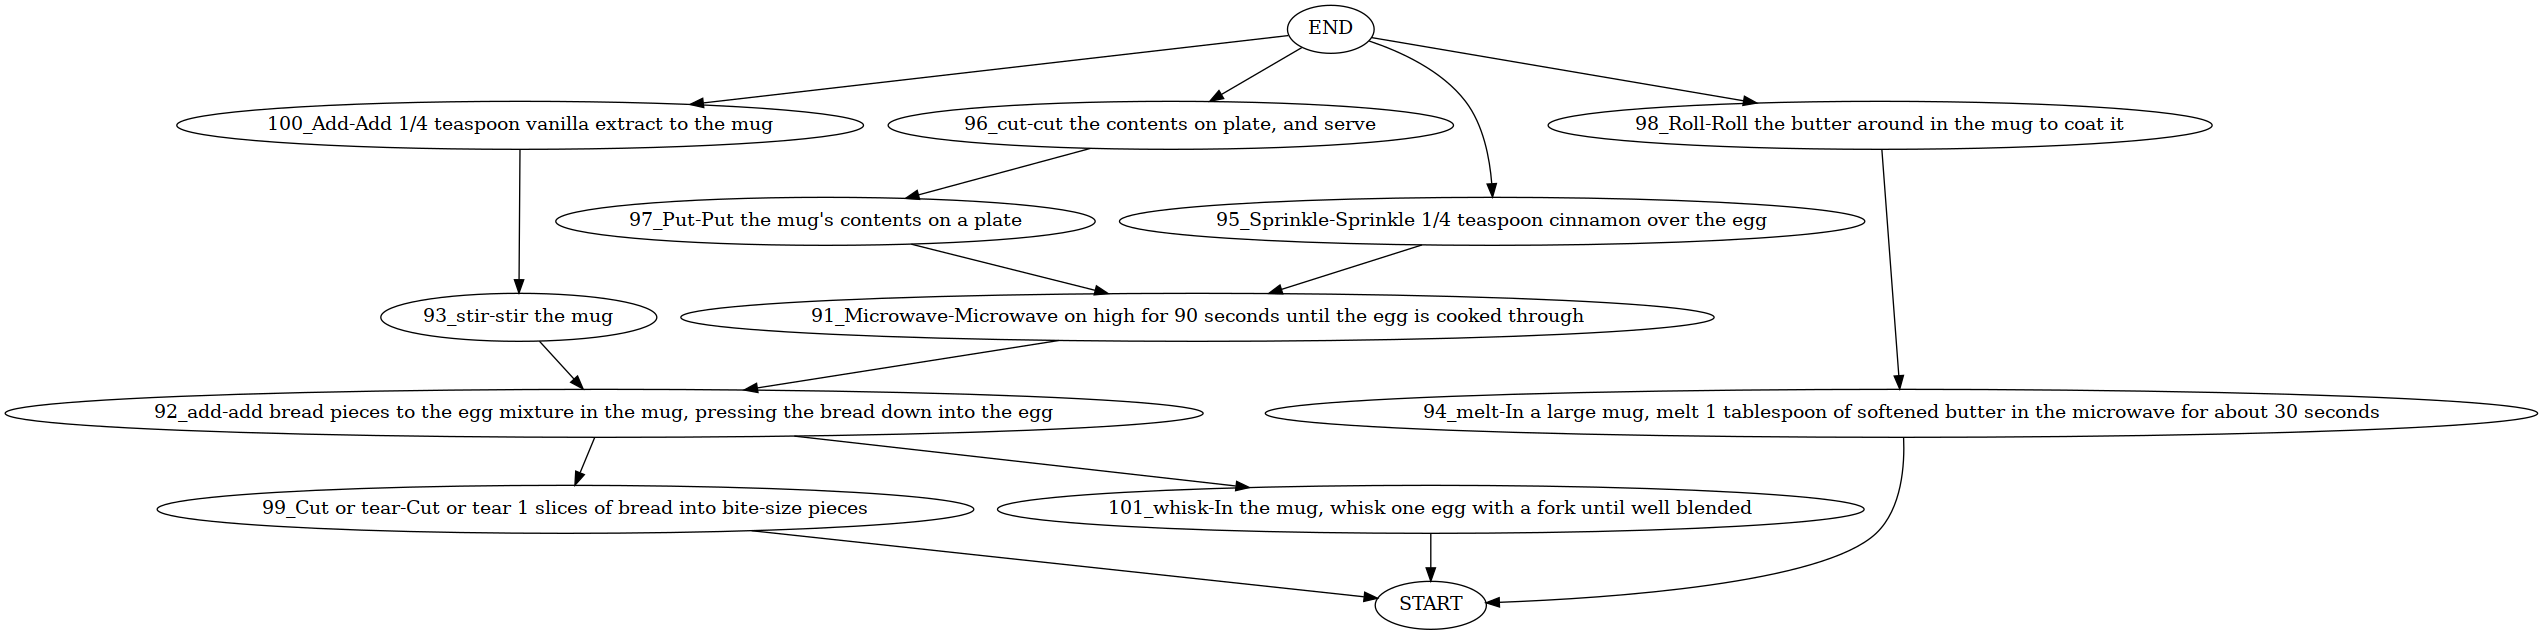 END
100_Add-Add 1/4 teaspoon vanilla extract to the mug
96_cut-cut the contents on plate, and serve
98_Roll-Roll the butter around in the mug to coat it
97_Put-Put the mug's contents on a plate
95_Sprinkle-Sprinkle 1/4 teaspoon cinnamon over the egg
93_stir-stir the mug
91_Microwave-Microwave on high for 90 seconds until the egg is cooked through
92_add-add bread pieces to the egg mixture in the mug, pressing the bread down into the egg
94_melt-In a large mug, melt 1 tablespoon of softened butter in the microwave for about 30 seconds
99_Cut or tear-Cut or tear 1 slices of bread into bite-size pieces
101_whisk-In the mug, whisk one egg with a fork until well blended
START